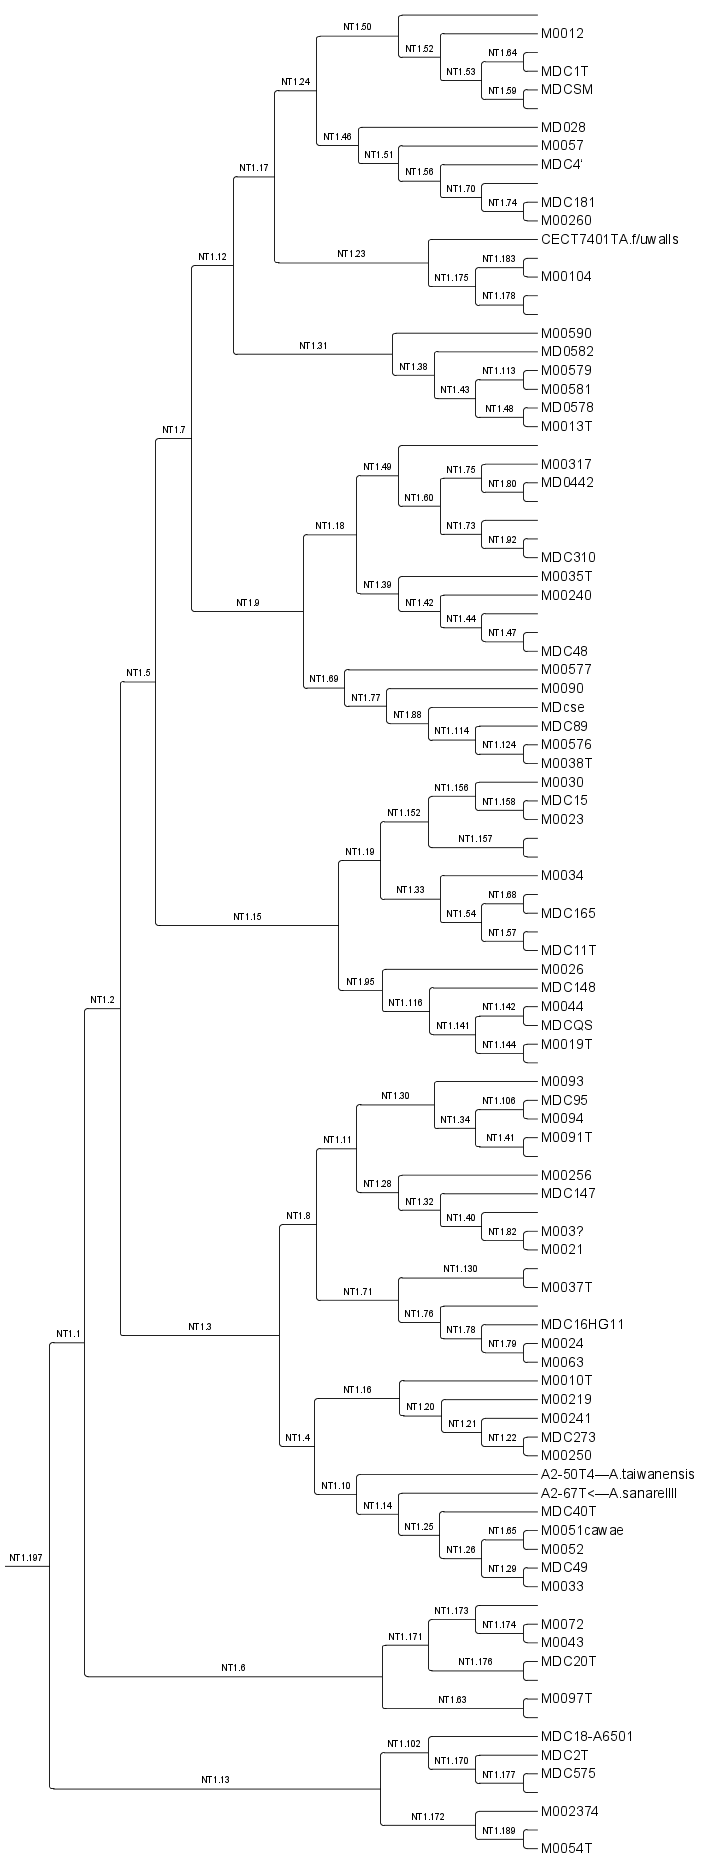 NT1.50
M0012
NT1.52
NT1.64
NT1.53
MDC1T
NT1.24
MDCSM
NT1.59
MD028
NT1.46
M0057
NT1.51
MDC4'
NT1.17
NT1.56
NT1.70
MDC181
NT1.74
M00260
CECT7401TA.f/uwalls
NT1.12
NT1.23
NT1.183
NT1.175
M00104
NT1.178
M00590
NT1.31
MD0582
NT1.38
NT1.113
M00579
NT1.43
M00581
NT1.48
MD0578
M0013T
NT1.7
NT1.49
NT1.75
M00317
NT1.80
MD0442
NT1.60
NT1.18
NT1.73
NT1.92
MDC310
M0035T
NT1.39
M00240
NT1.9
NT1.42
NT1.44
NT1.47
MDC48
NT1.5
M00577
NT1.69
M0090
NT1.77
MDcse
NT1.88
MDC89
NT1.114
M00576
NT1.124
M0038T
M0030
NT1.156
MDC15
NT1.158
NT1.152
M0023
NT1.157
NT1.19
M0034
NT1.33
NT1.68
NT1.15
NT1.54
MDC165
NT1.57
MDC11T
M0026
NT1.95
MDC148
NT1.2
NT1.116
NT1.142
M0044
NT1.141
MDCQS
NT1.144
M0019T
M0093
NT1.30
NT1.106
MDC95
NT1.34
M0094
NT1.11
NT1.41
M0091T
M00256
NT1.28
MDC147
NT1.32
NT1.8
NT1.40
NT1.82
M003?
M0021
NT1.130
NT1.71
M0037T
NT1.76
NT1.3
NT1.78
MDC16HG11
NT1.1
NT1.79
M0024
M0063
M0010T
NT1.16
M00219
NT1.20
M00241
NT1.21
NT1.4
NT1.22
MDC273
M00250
A2-50T4—A.taiwanensis
NT1.10
A2-67T<—A.sanarellll
NT1.14
MDC40T
NT1.25
NT1.65
M0051cawae
NT1.26
M0052
NT1.197
NT1.29
MDC49
M0033
NT1.173
NT1.174
M0072
NT1.171
M0043
NT1.6
NT1.176
MDC20T
NT1.63
M0097T
MDC18-A6501
NT1.102
MDC2T
NT1.170
NT1.13
NT1.177
MDC575
NT1.172
M002374
NT1.189
M0054T